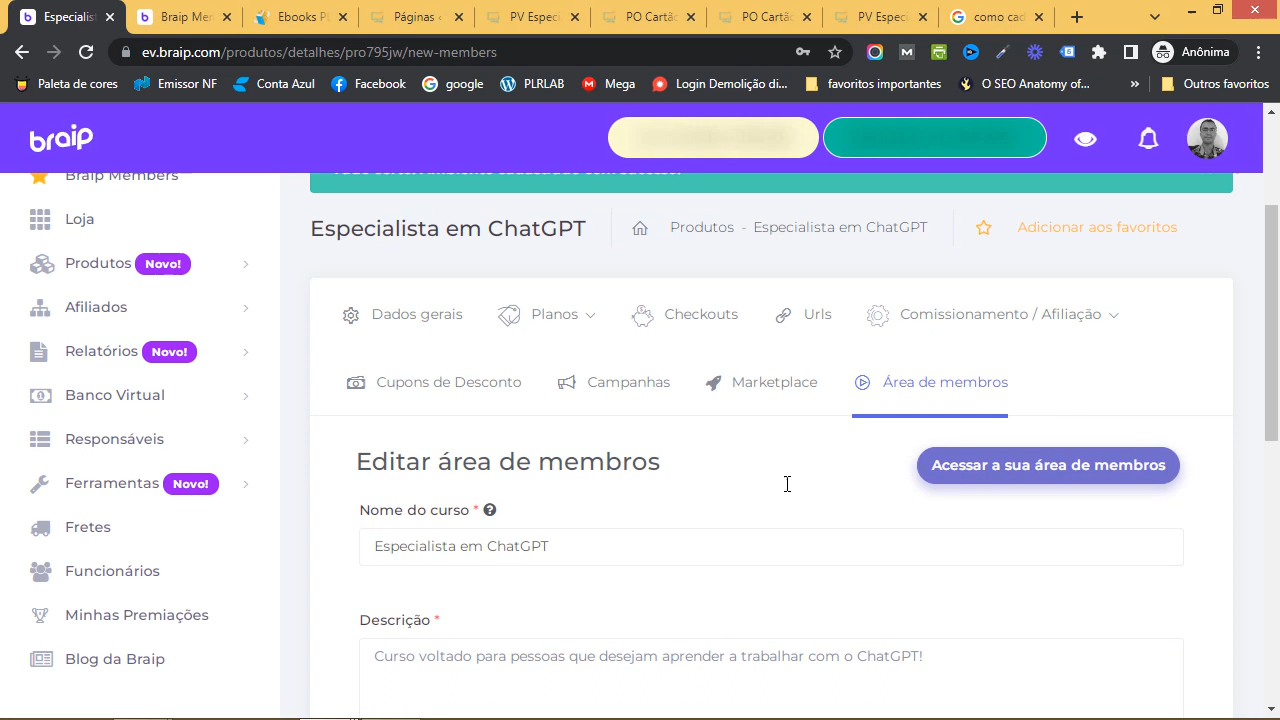 Especialist
Braip Mem
Ebooks PL
Páginas ‹
PV Especi
PO Cartão
PO Cartão
PV Especi
como cad
ev.braip.com/produtos/detalhes/pro795jw/new-members
Anônima
Paleta de cores
Emissor NF
Conta Azul
Facebook
google
PLRLAB
Mega
Login Demolição di...
favoritos importantes
O SEO Anatomy of...
»
Outros favoritos
braip
Braip Members
Loja
Produtos Novo!
Afiliados
Relatórios Novo!
Banco Virtual
Responsáveis
Ferramentas Novo!
Fretes
Funcionários
Minhas Premiações
Blog da Braip
Especialista em ChatGPT
Produtos - Especialista em ChatGPT
Adicionar aos favoritos
Dados gerais
Planos
Checkouts
Urls
Comissionamento / Afiliação
Cupons de Desconto
Campanhas
Marketplace
Área de membros
Editar área de membros
Acessar a sua área de membros
Nome do curso *
Especialista em ChatGPT
Descrição *
Curso voltado para pessoas que desejam aprender a trabalhar com o ChatGPT!